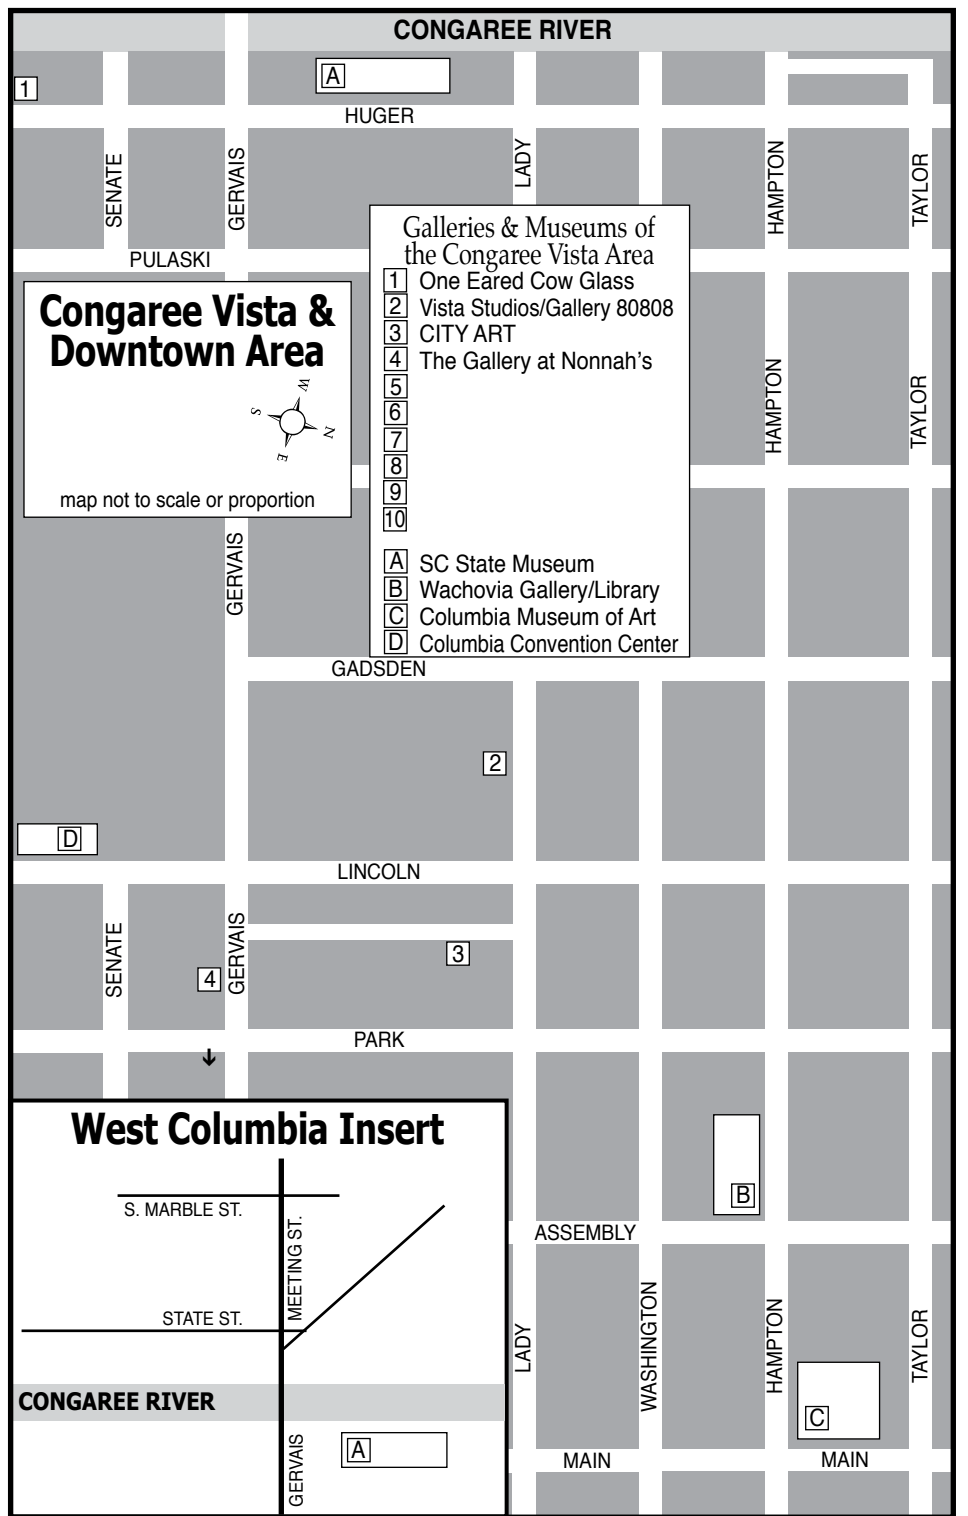 CONGAREE RIVER
1
A
HUGER
SENATE
GERVAIS
LADY
HAMPTON
TAYLOR
PULASKI
Galleries & Museums of
the Congaree Vista Area
1 One Eared Cow Glass
2 Vista Studios/Gallery 80808
3 CITY ART
4 The Gallery at Nonnah's
5
6
7
8
9
10
A SC State Museum
B Wachovia Gallery/Library
C Columbia Museum of Art
D Columbia Convention Center
Congaree Vista &
Downtown Area
W
S
N
E
map not to scale or proportion
HAMPTON
TAYLOR
GERVAIS
GADSDEN
2
D
LINCOLN
SENATE
GERVAIS
3
4
PARK
West Columbia Insert
S. MARBLE ST.
MEETING ST.
STATE ST.
CONGAREE RIVER
GERVAIS
A
B
ASSEMBLY
LADY
WASHINGTON
HAMPTON
TAYLOR
C
MAIN
MAIN